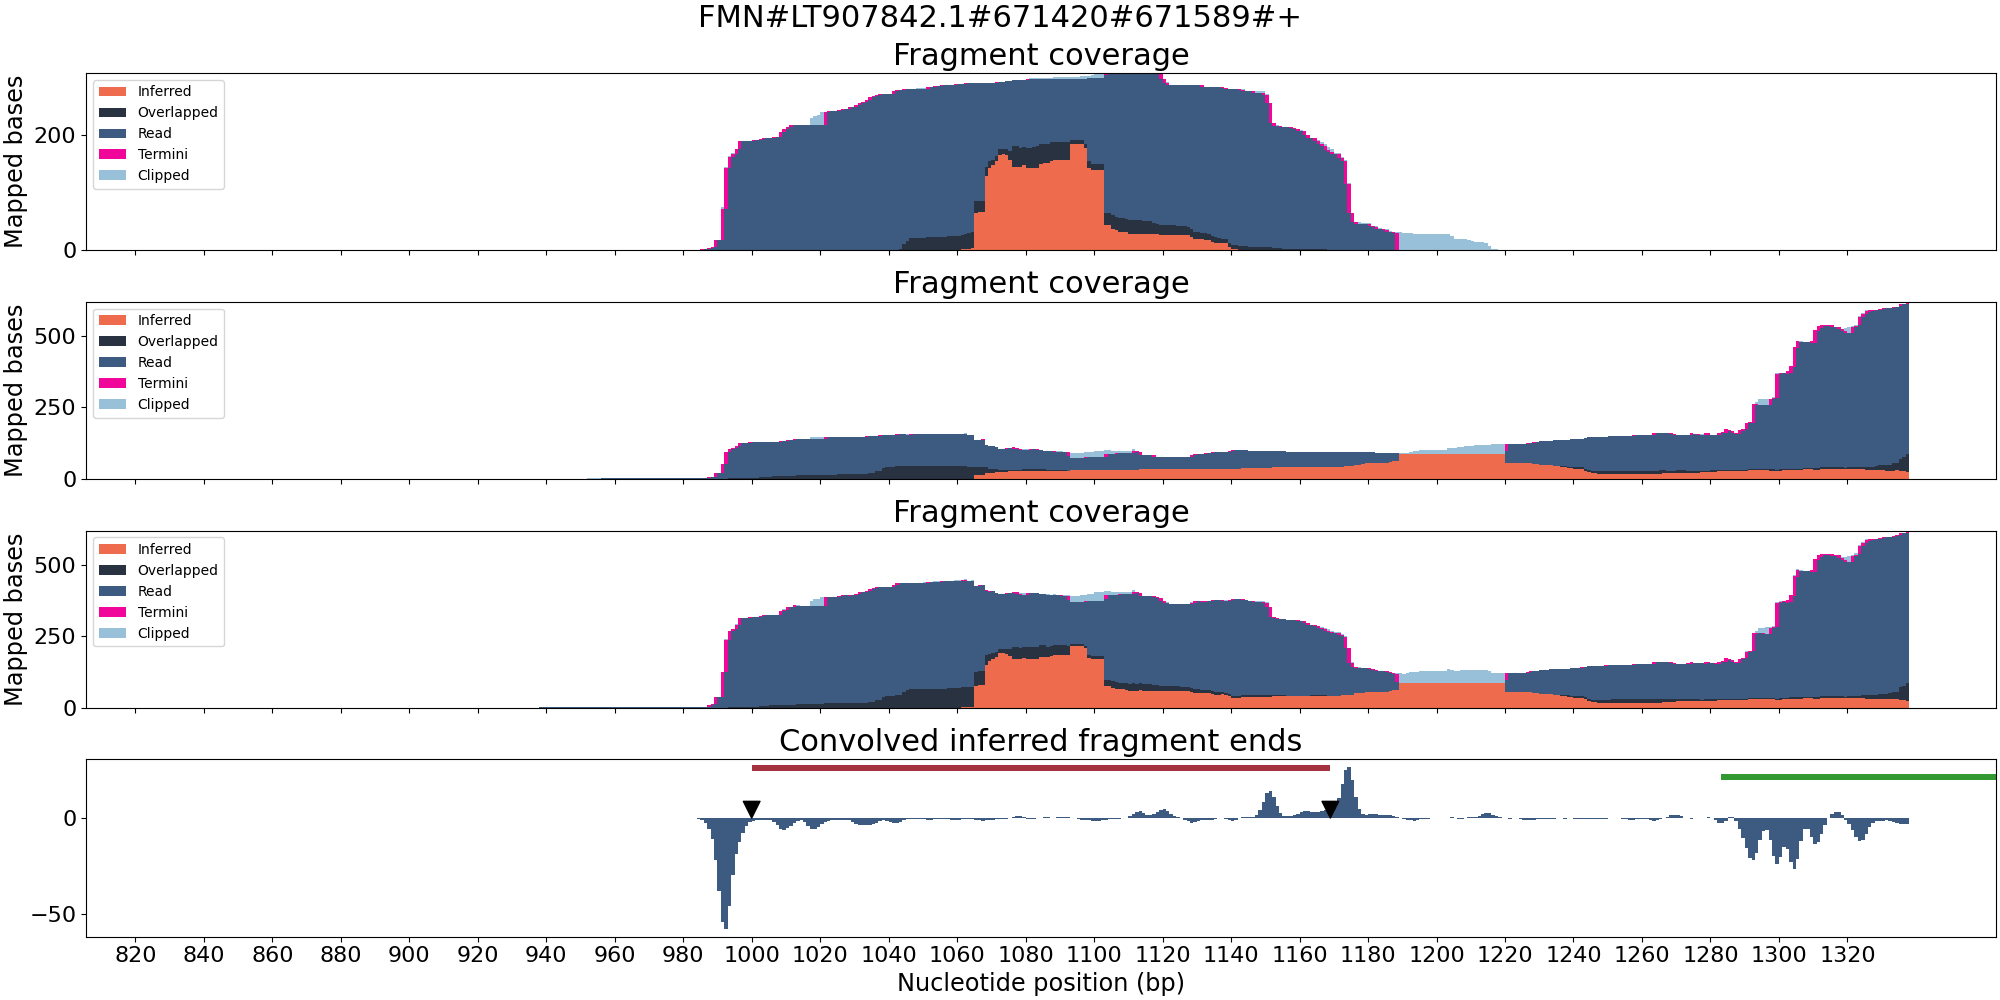 FMN#LT907842.1#671420#671589#+
Fragment coverage
Mapped bases
200
0
Inferred
Overlapped
Read
Termini
Clipped
Fragment coverage
Mapped bases
500
250
0
Inferred
Overlapped
Read
Termini
Clipped
Fragment coverage
Mapped bases
500
250
0
Inferred
Overlapped
Read
Termini
Clipped
Convolved inferred fragment ends
0
−50
820 840 860 880 900 920 940 960 980 1000 1020 1040 1060 1080 1100 1120 1140 1160 1180 1200 1220 1240 1260 1280 1300 1320
Nucleotide position (bp)